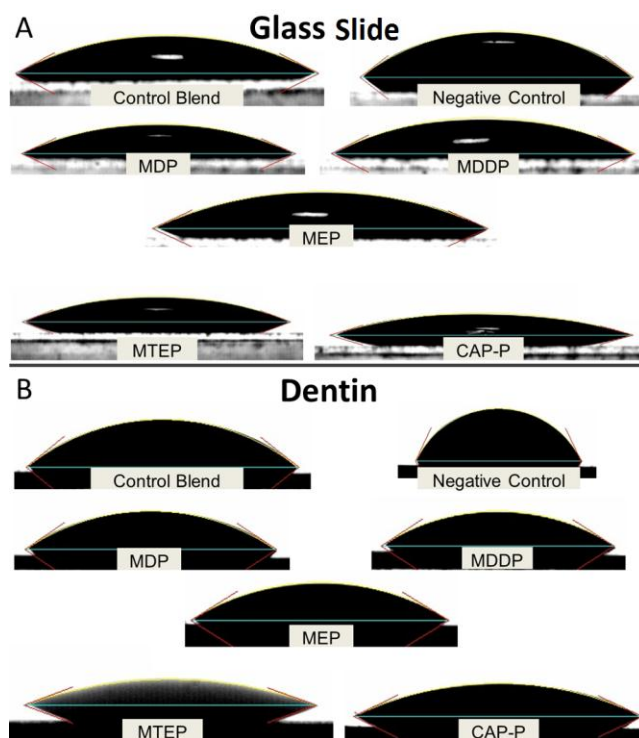 A Glass Slide
Control Blend Negative Control
MDP MDDP
MEP
MTEP CAP-P
B Dentin
Control Blend Negative Control
MDP MDDP
MEP
MTEP CAP-P